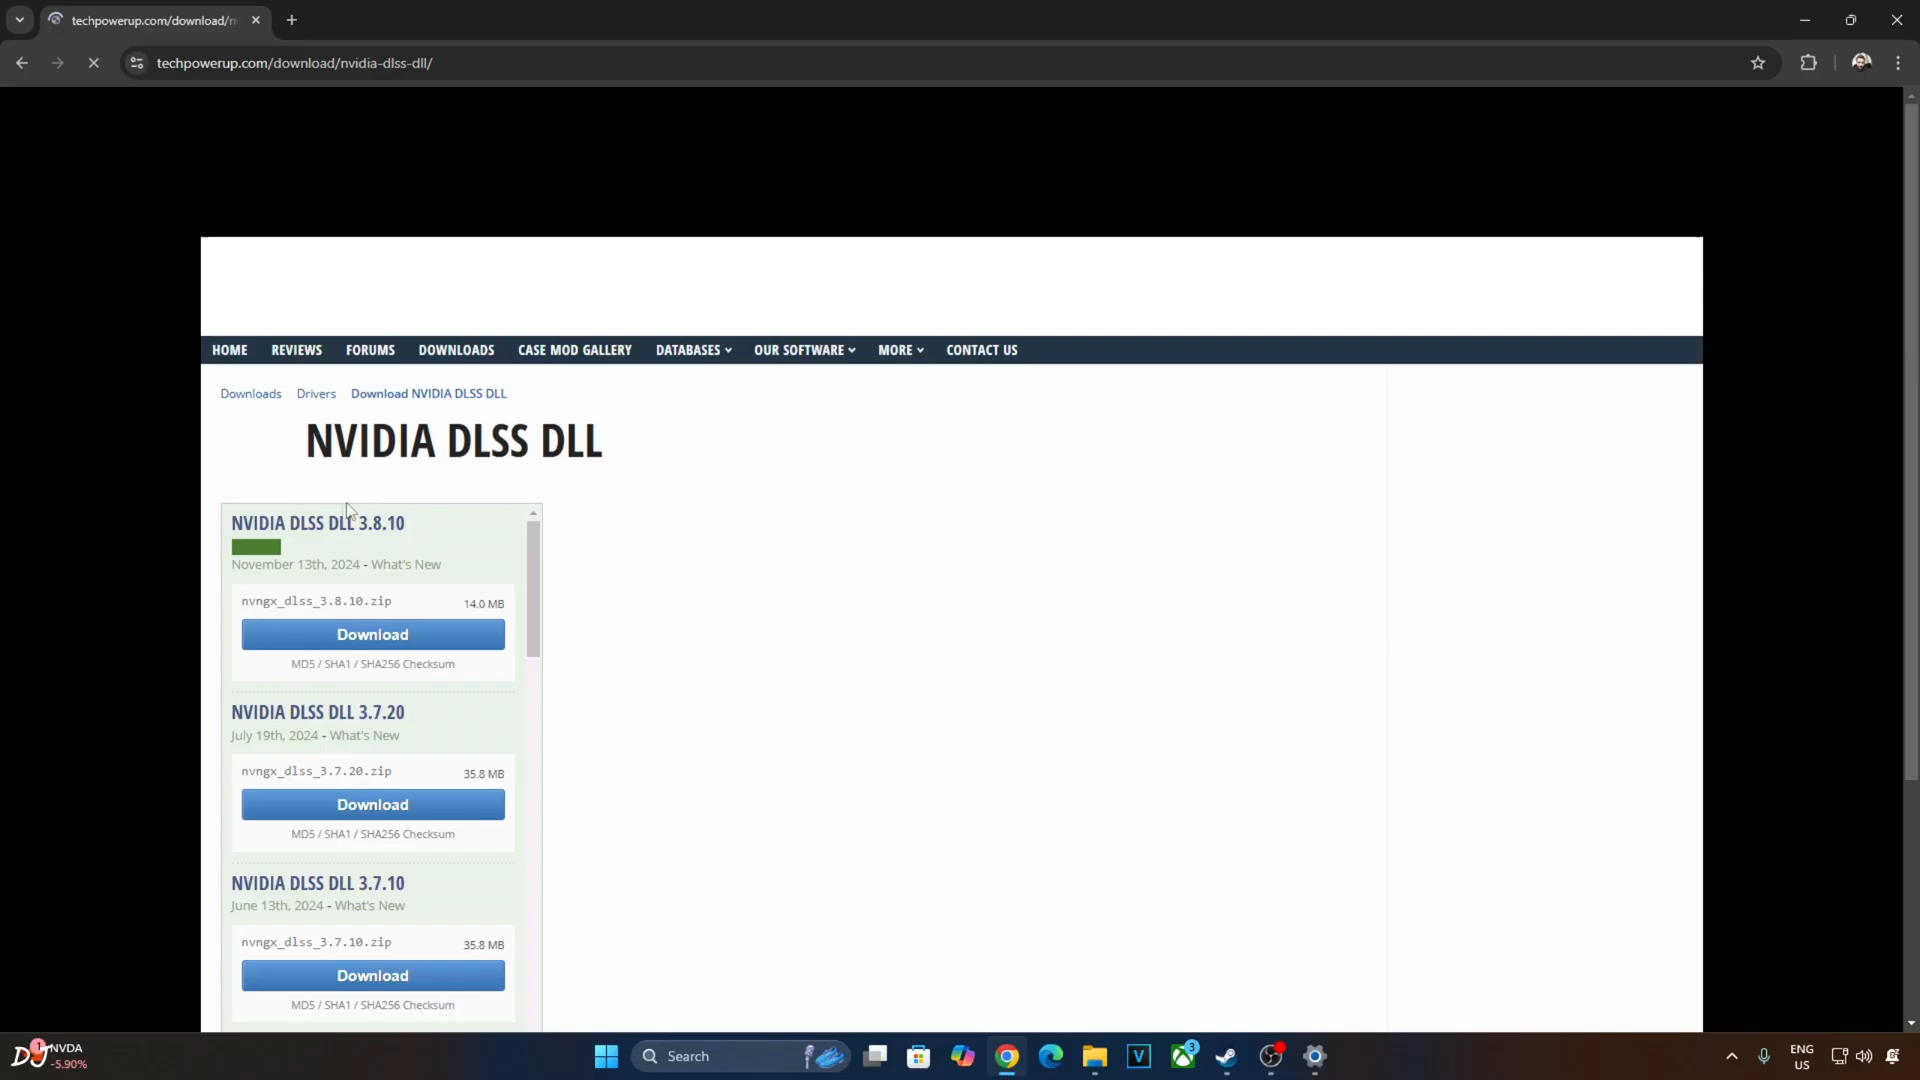 techpowerup.com/download/n
techpowerup.com/download/nvidia-dlss-dll/
HOME REVIEWS FORUMS DOWNLOADS CASE MOD GALLERY DATABASES OUR SOFTWARE MORE CONTACT US
Downloads Drivers Download NVIDIA DLSS DLL
NVIDIA DLSS DLL
NVIDIA DLSS DLL 3.8.10
November 13th, 2024 - What's New
nvngx_dlss_3.8.10.zip 14.0 MB
Download
MD5 / SHA1 / SHA256 Checksum
NVIDIA DLSS DLL 3.7.20
July 19th, 2024 - What's New
nvngx_dlss_3.7.20.zip 35.8 MB
Download
MD5 / SHA1 / SHA256 Checksum
NVIDIA DLSS DLL 3.7.10
June 13th, 2024 - What's New
nvngx_dlss_3.7.10.zip 35.8 MB
Download
MD5 / SHA1 / SHA256 Checksum
DJ 1 NVDA
-5.90%
Search
V
3
ENG
US